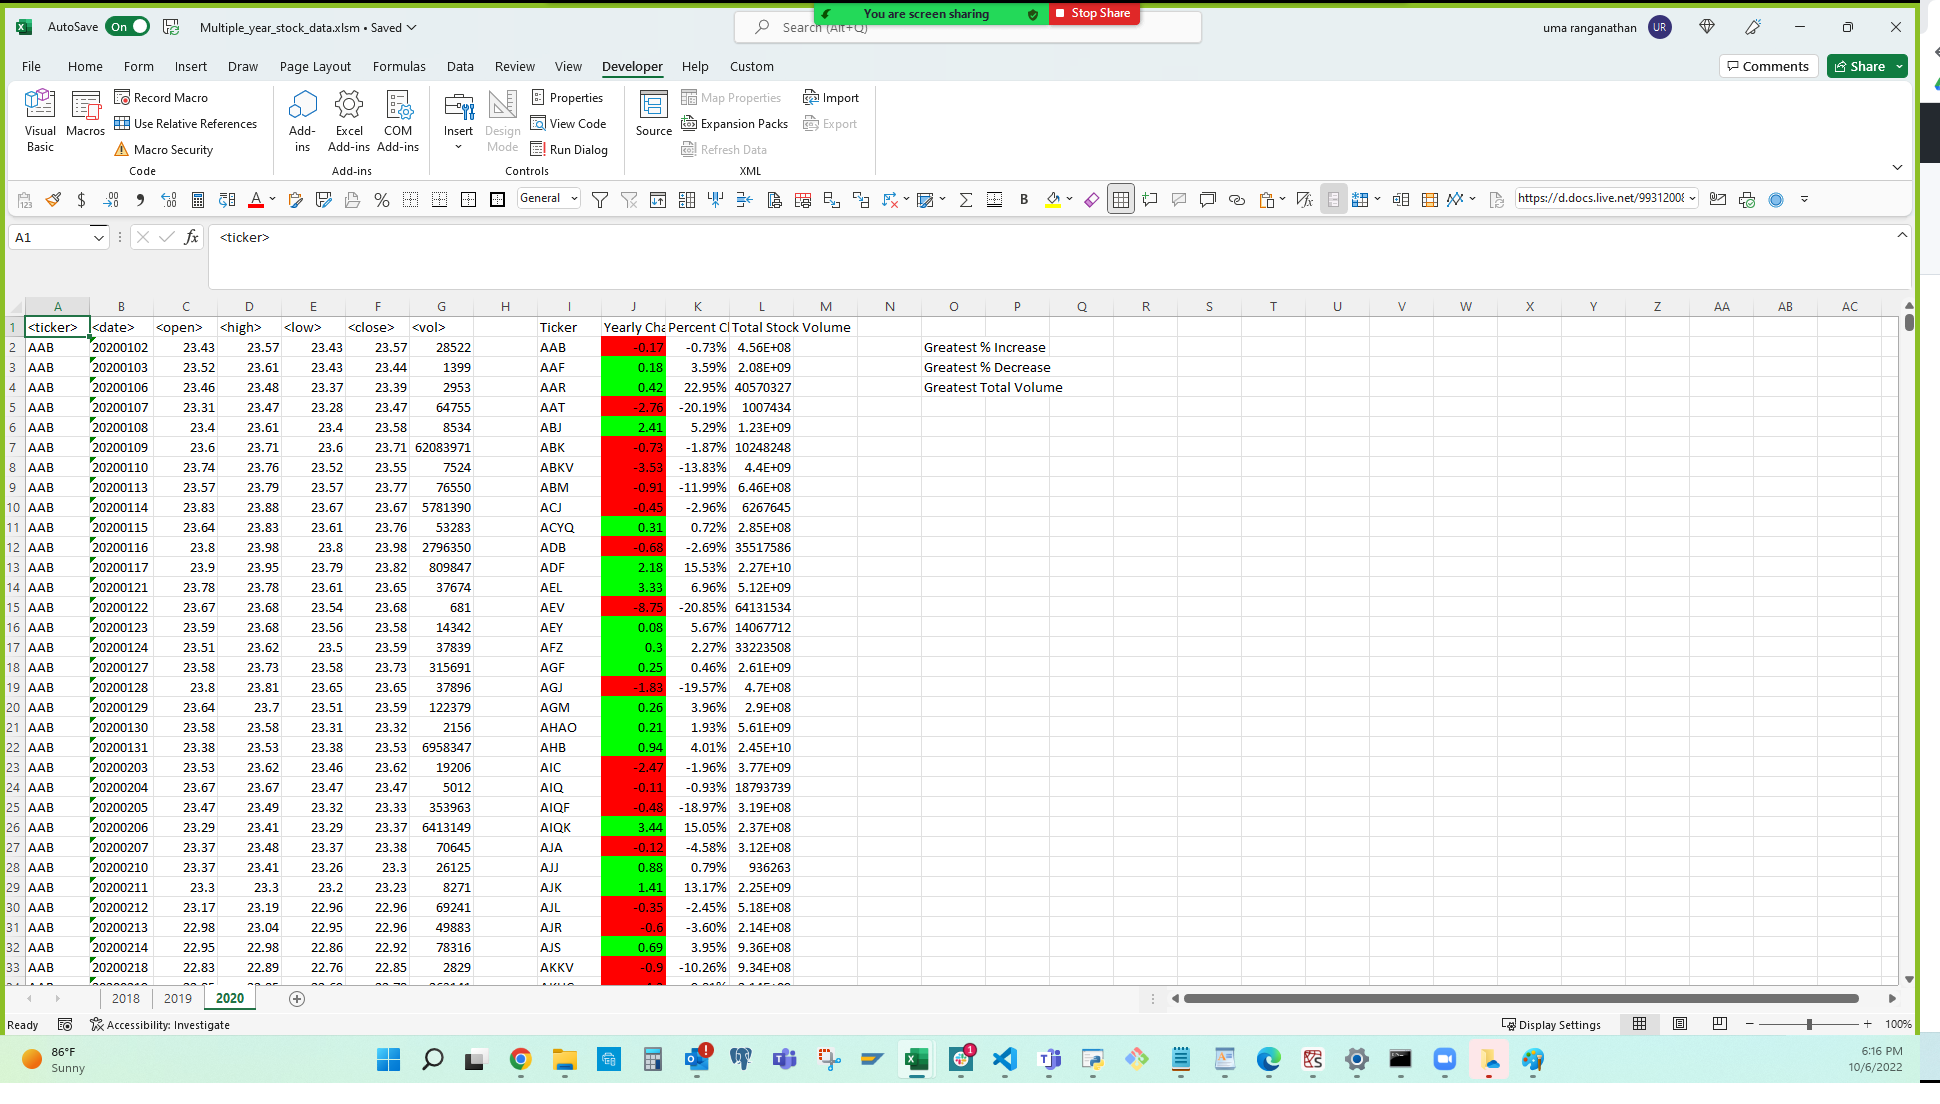 You are screen sharing Stop Share
AutoSave On Multiple_year_stock_data.xlsm • Saved Search (Alt+Q) uma ranganathan UR
File Home Form Insert Draw Page Layout Formulas Data Review View Developer Help Custom Comments Share
Record Macro Properties Map Properties Import
Use Relative References View Code Expansion Packs Export
Macro Security Run Dialog Refresh Data
Visual Basic Macros Add-ins Excel Add-ins COM Add-ins Insert Design Mode Source
Code Add-ins Controls XML
General https://d.docs.live.net/9931200
A1 fx <ticker>
A B C D E F G H I J K L M N O P Q R S T U V W X Y Z AA AB AC
1 <ticker> <date> <open> <high> <low> <close> <vol> Ticker Yearly Cha Percent Cl Total Stock Volume
2 AAB 20200102 23.43 23.57 23.43 23.57 28522 AAB -0.17 -0.73% 4.56E+08 Greatest % Increase
3 AAB 20200103 23.52 23.61 23.43 23.44 1399 AAF 0.18 3.59% 2.08E+09 Greatest % Decrease
4 AAB 20200106 23.46 23.48 23.37 23.39 2953 AAR 0.42 22.95% 40570327 Greatest Total Volume
5 AAB 20200107 23.31 23.47 23.28 23.47 64755 AAT -2.76 -20.19% 1007434
6 AAB 20200108 23.4 23.61 23.4 23.58 8534 ABJ 2.41 5.29% 1.23E+09
7 AAB 20200109 23.6 23.71 23.6 23.71 62083971 ABK -0.73 -1.87% 10248248
8 AAB 20200110 23.74 23.76 23.52 23.55 7524 ABKV -3.53 -13.83% 4.4E+09
9 AAB 20200113 23.57 23.79 23.57 23.77 76550 ABM -0.91 -11.99% 6.46E+08
10 AAB 20200114 23.83 23.88 23.67 23.67 5781390 ACJ -0.45 -2.96% 6267645
11 AAB 20200115 23.64 23.83 23.61 23.76 53283 ACYQ 0.31 0.72% 2.85E+08
12 AAB 20200116 23.8 23.98 23.8 23.98 2796350 ADB -0.68 -2.69% 35517586
13 AAB 20200117 23.9 23.95 23.79 23.82 809847 ADF 2.18 15.53% 2.27E+10
14 AAB 20200121 23.78 23.78 23.61 23.65 37674 AEL 3.33 6.96% 5.12E+09
15 AAB 20200122 23.67 23.68 23.54 23.68 681 AEV -8.75 -20.85% 64131534
16 AAB 20200123 23.59 23.68 23.56 23.58 14342 AEY 0.08 5.67% 14067712
17 AAB 20200124 23.51 23.62 23.5 23.59 37839 AFZ 0.3 2.27% 33223508
18 AAB 20200127 23.58 23.73 23.58 23.73 315691 AGF 0.25 0.46% 2.61E+09
19 AAB 20200128 23.8 23.81 23.65 23.65 37896 AGJ -1.83 -19.57% 4.7E+08
20 AAB 20200129 23.64 23.7 23.51 23.59 122379 AGM 0.26 3.96% 2.9E+08
21 AAB 20200130 23.58 23.58 23.31 23.32 2156 AHAO 0.21 1.93% 5.61E+09
22 AAB 20200131 23.38 23.53 23.38 23.53 6958347 AHB 0.94 4.01% 2.45E+10
23 AAB 20200203 23.53 23.62 23.46 23.62 19206 AIC -2.47 -1.96% 3.77E+09
24 AAB 20200204 23.67 23.67 23.47 23.47 5012 AIQ -0.11 -0.93% 18793739
25 AAB 20200205 23.47 23.49 23.32 23.33 353963 AIQF -0.48 -18.97% 3.19E+08
26 AAB 20200206 23.29 23.41 23.29 23.37 6413149 AIQK 3.44 15.05% 2.37E+08
27 AAB 20200207 23.37 23.48 23.37 23.38 70645 AJA -0.12 -4.58% 3.12E+08
28 AAB 20200210 23.37 23.41 23.26 23.3 26125 AJJ 0.88 0.79% 936263
29 AAB 20200211 23.3 23.3 23.2 23.23 8271 AJK 1.41 13.17% 2.25E+09
30 AAB 20200212 23.17 23.19 22.96 22.96 69241 AJL -0.35 -2.45% 5.18E+08
31 AAB 20200213 22.98 23.04 22.95 22.96 49883 AJR -0.6 -3.60% 2.14E+08
32 AAB 20200214 22.95 22.98 22.86 22.92 78316 AJS 0.69 3.95% 9.36E+08
33 AAB 20200218 22.83 22.89 22.76 22.85 2829 AKKV -0.9 -10.26% 9.34E+08
2018 2019 2020
Ready Accessibility: Investigate Display Settings 100%
86°F
Sunny
6:16 PM
10/6/2022